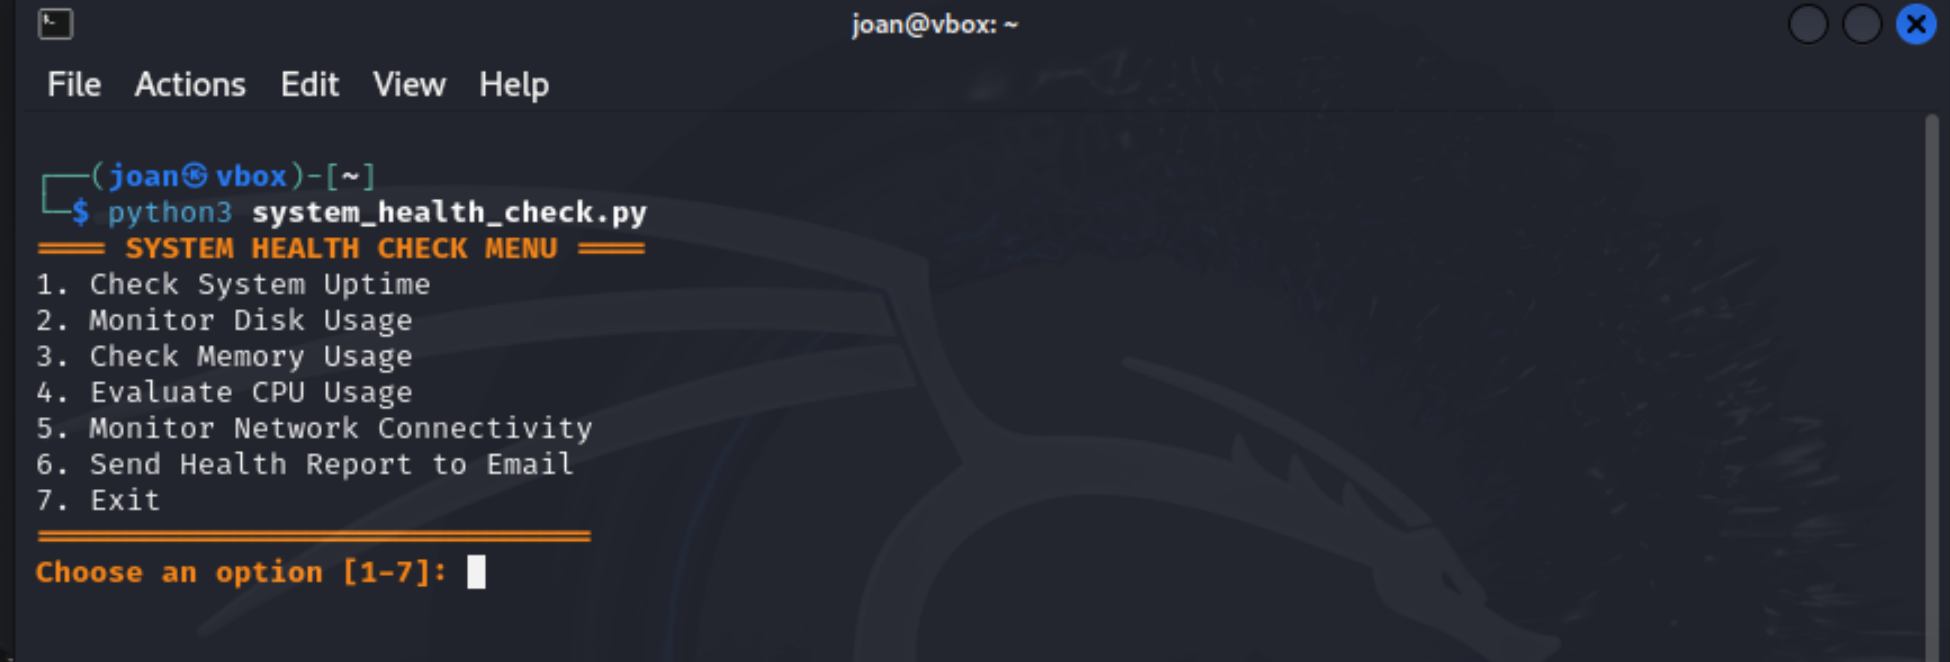 joan@vbox: ~
File Actions Edit View Help
┌──(joan㉿vbox)-[~]
└─$ python3 system_health_check.py
════ SYSTEM HEALTH CHECK MENU ════
1. Check System Uptime
2. Monitor Disk Usage
3. Check Memory Usage
4. Evaluate CPU Usage
5. Monitor Network Connectivity
6. Send Health Report to Email
7. Exit
Choose an option [1-7]: